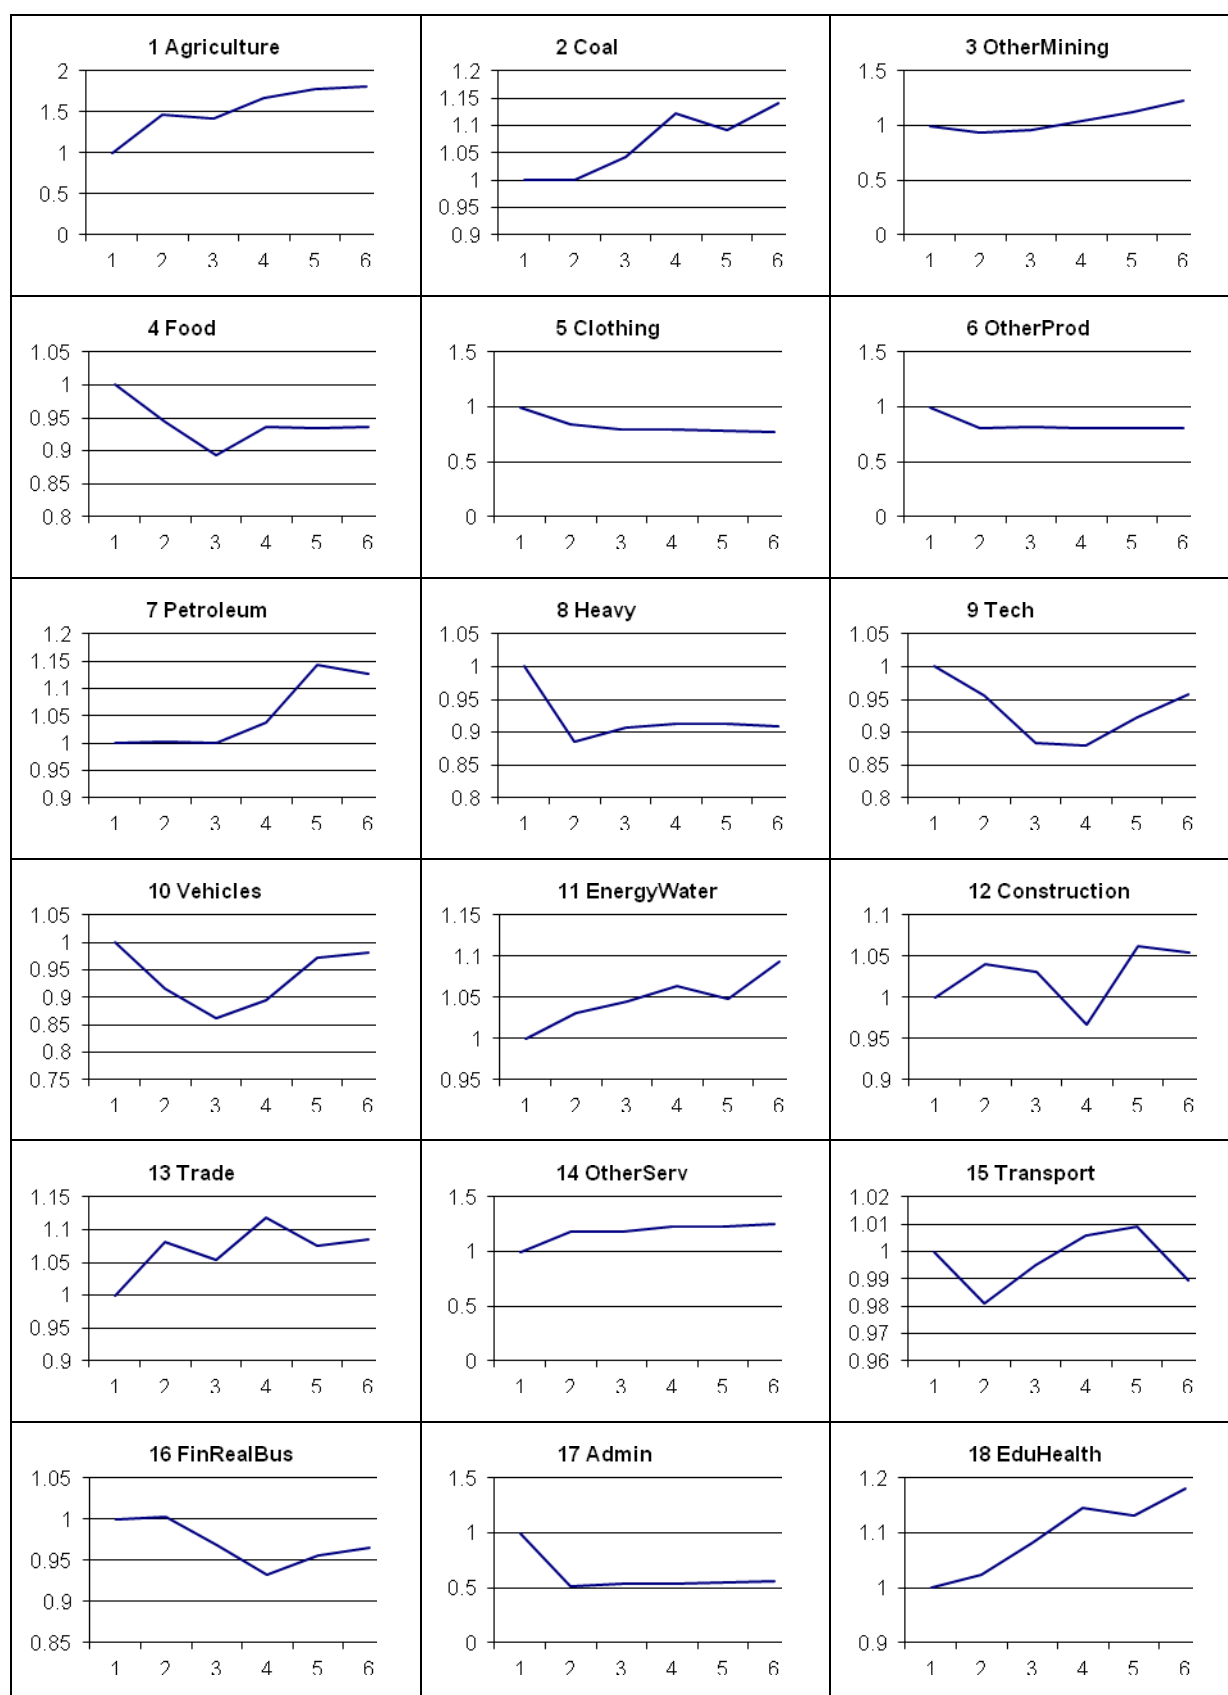 1 Agriculture
2
1.5
1
0.5
0
1 2 3 4 5 6
2 Coal
1.2
1.15
1.1
1.05
1
0.95
0.9
1 2 3 4 5 6
3 OtherMining
1.5
1
0.5
0
1 2 3 4 5 6
4 Food
1.05
1
0.95
0.9
0.85
0.8
1 2 3 4 5 6
5 Clothing
1.5
1
0.5
0
1 2 3 4 5 6
6 OtherProd
1.5
1
0.5
0
1 2 3 4 5 6
7 Petroleum
1.2
1.15
1.1
1.05
1
0.95
0.9
1 2 3 4 5 6
8 Heavy
1.05
1
0.95
0.9
0.85
0.8
1 2 3 4 5 6
9 Tech
1.05
1
0.95
0.9
0.85
0.8
1 2 3 4 5 6
10 Vehicles
1.05
1
0.95
0.9
0.85
0.8
0.75
1 2 3 4 5 6
11 EnergyWater
1.15
1.1
1.05
1
0.95
1 2 3 4 5 6
12 Construction
1.1
1.05
1
0.95
0.9
1 2 3 4 5 6
13 Trade
1.15
1.1
1.05
1
0.95
0.9
1 2 3 4 5 6
14 OtherServ
1.5
1
0.5
0
1 2 3 4 5 6
15 Transport
1.02
1.01
1
0.99
0.98
0.97
0.96
1 2 3 4 5 6
16 FinRealBus
1.05
1
0.95
0.9
0.85
1 2 3 4 5 6
17 Admin
1.5
1
0.5
0
1 2 3 4 5 6
18 EduHealth
1.2
1.1
1
0.9
1 2 3 4 5 6